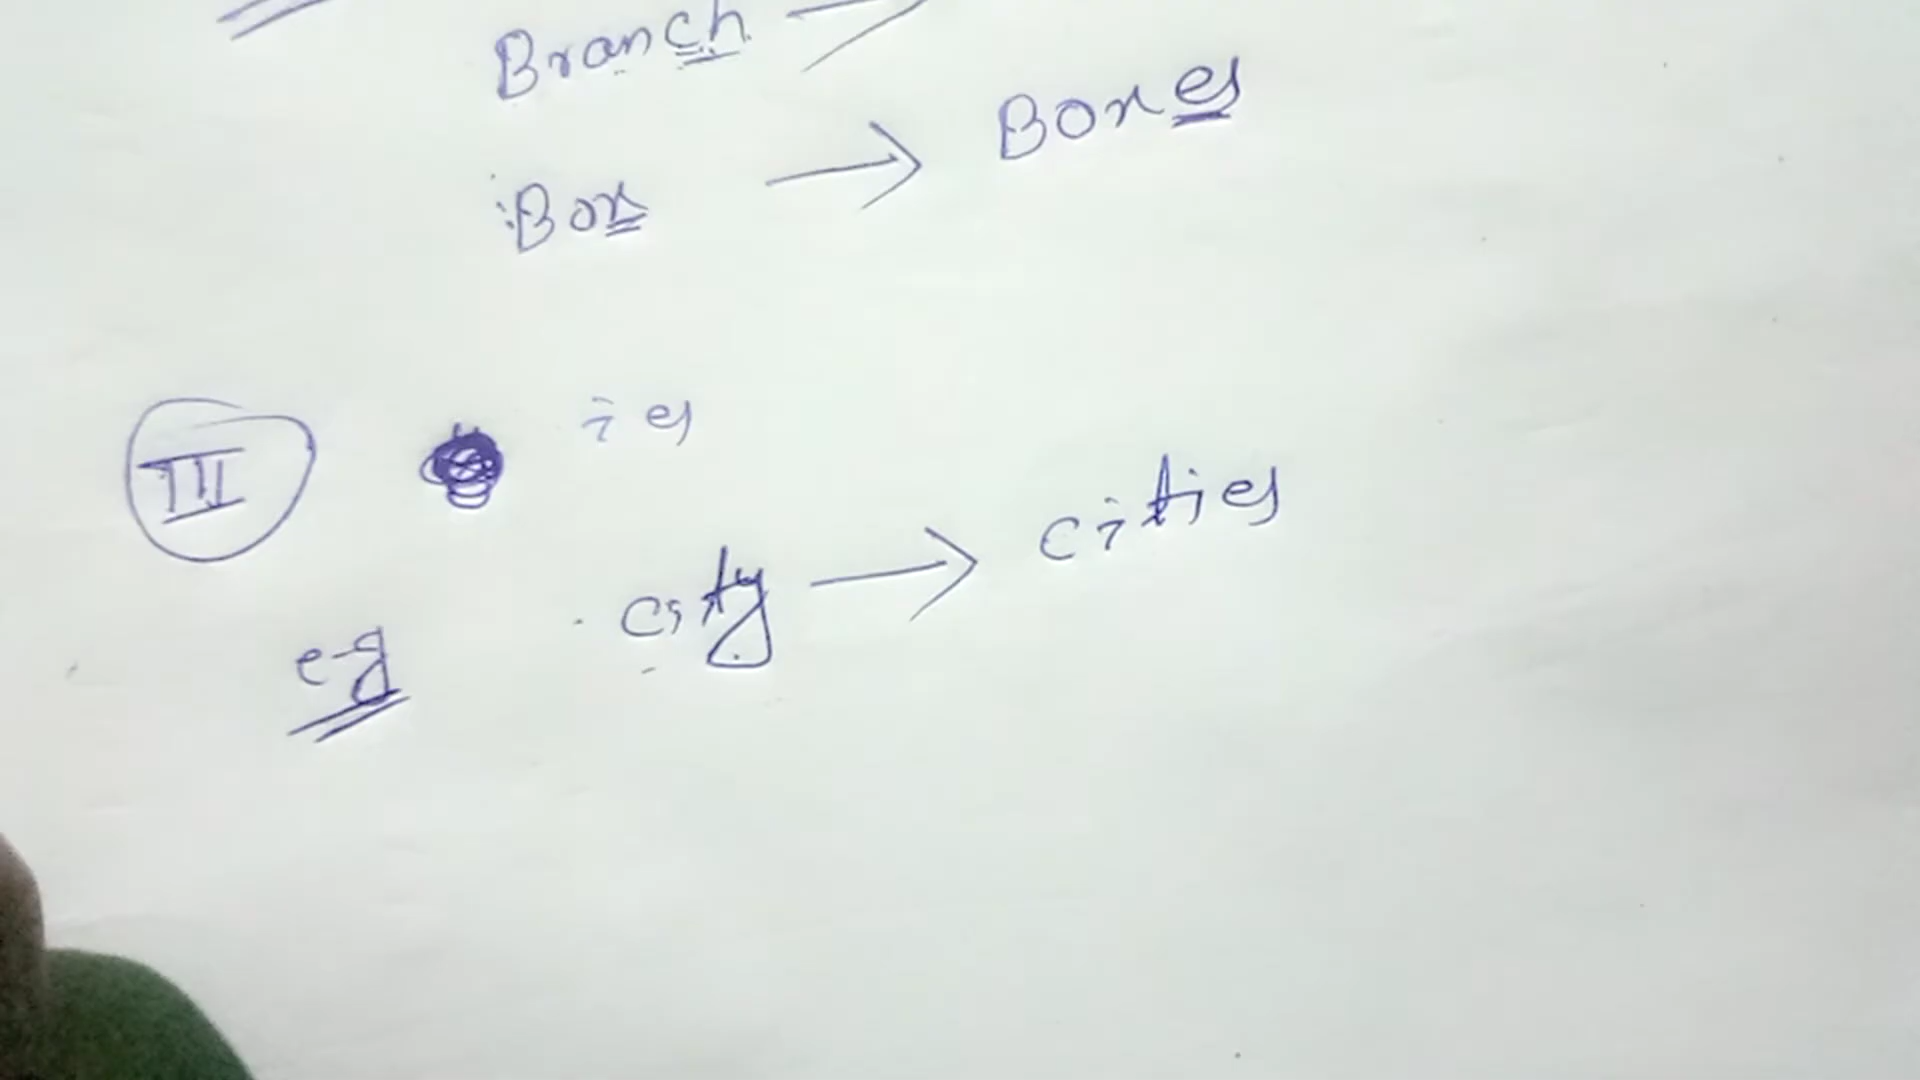 Branch →
Box → Boxes
III ies
e-g city → cities